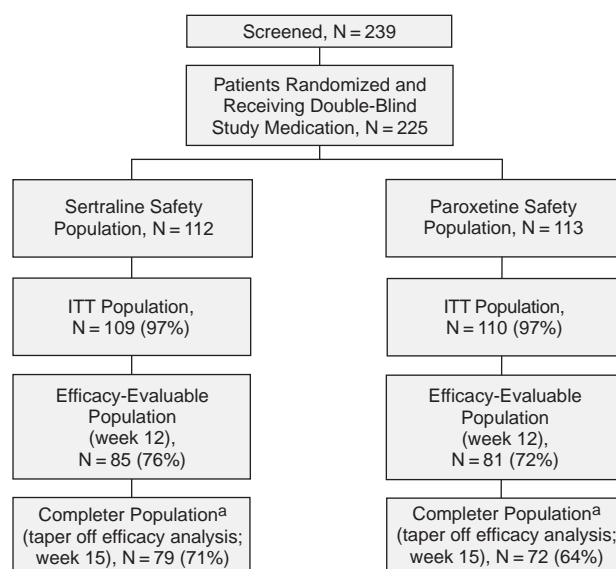 Screened, N = 239
Patients Randomized and
Receiving Double-Blind
Study Medication, N = 225
Sertraline Safety
Population, N = 112
Paroxetine Safety
Population, N = 113
ITT Population,
N = 109 (97%)
ITT Population,
N = 110 (97%)
Efficacy-Evaluable
Population
(week 12),
N = 85 (76%)
Efficacy-Evaluable
Population
(week 12),
N = 81 (72%)
Completer Populationᵃ
(taper off efficacy analysis;
week 15), N = 79 (71%)
Completer Populationᵃ
(taper off efficacy analysis;
week 15), N = 72 (64%)